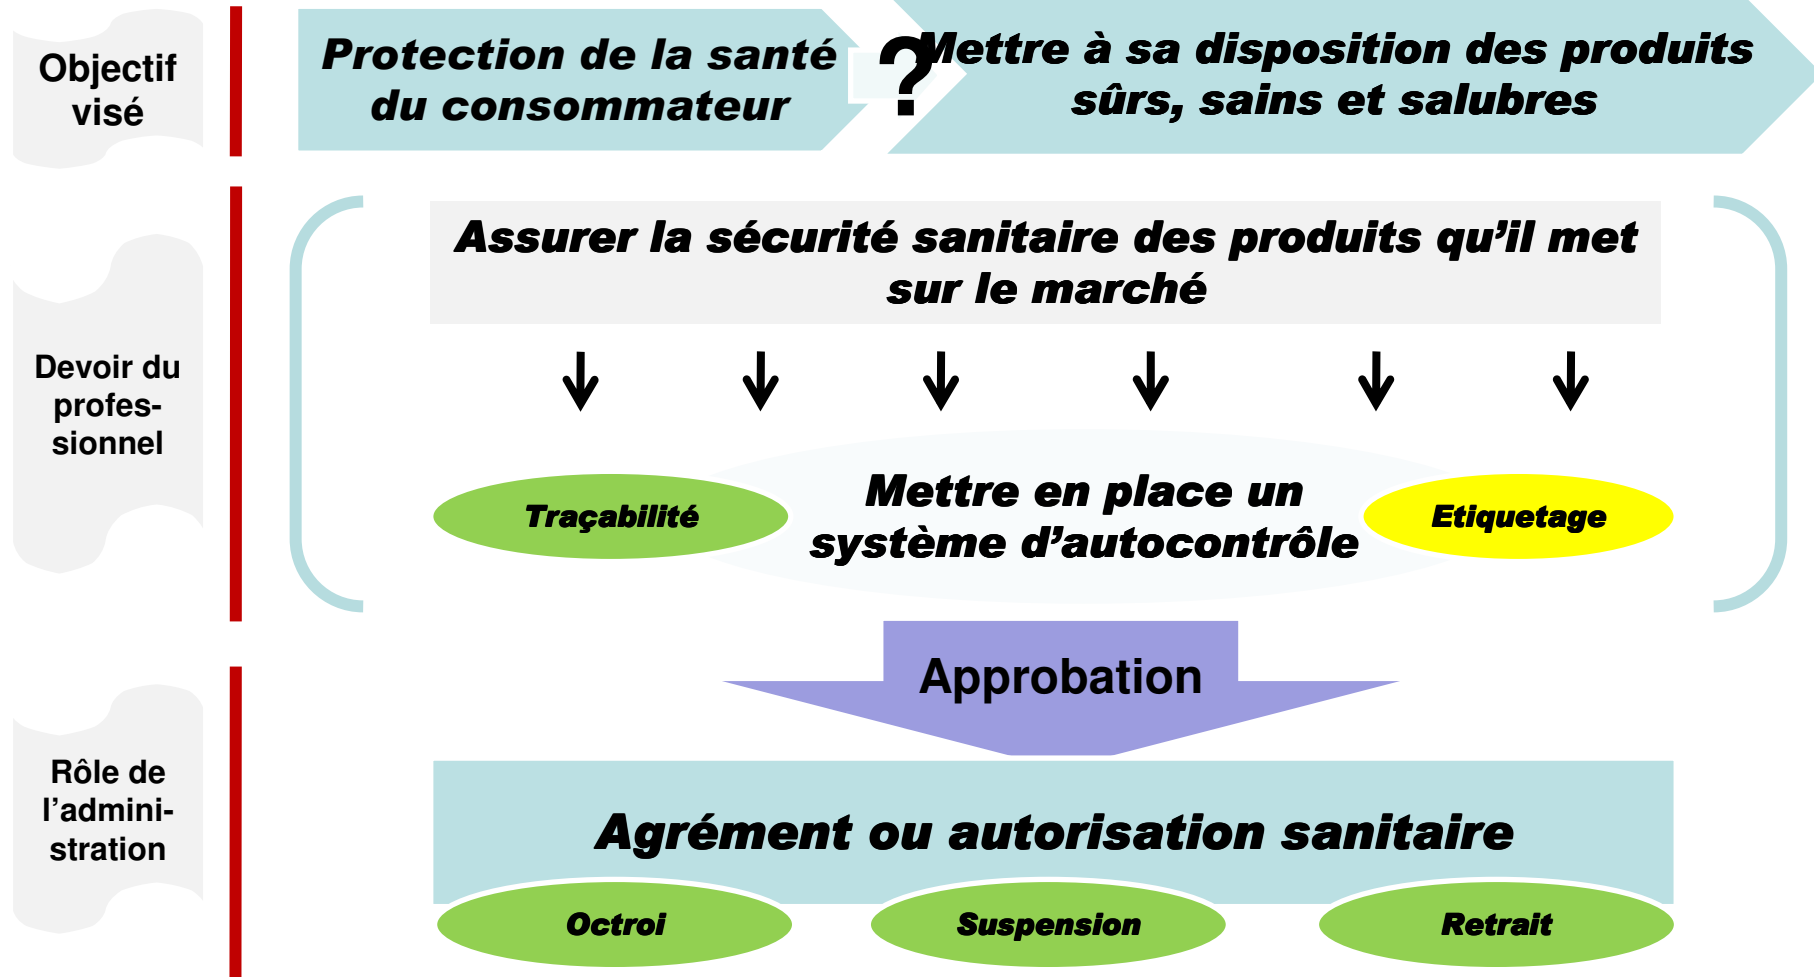 Objectif
visé
Protection de la santé
du consommateur
?
Mettre à sa disposition des produits
sûrs, sains et salubres
Devoir du
profes-
sionnel
Assurer la sécurité sanitaire des produits qu’il met
sur le marché
Traçabilité
Mettre en place un
système d’autocontrôle
Etiquetage
Approbation
Rôle de
l’admini-
stration
Agrément ou autorisation sanitaire
Octroi
Suspension
Retrait